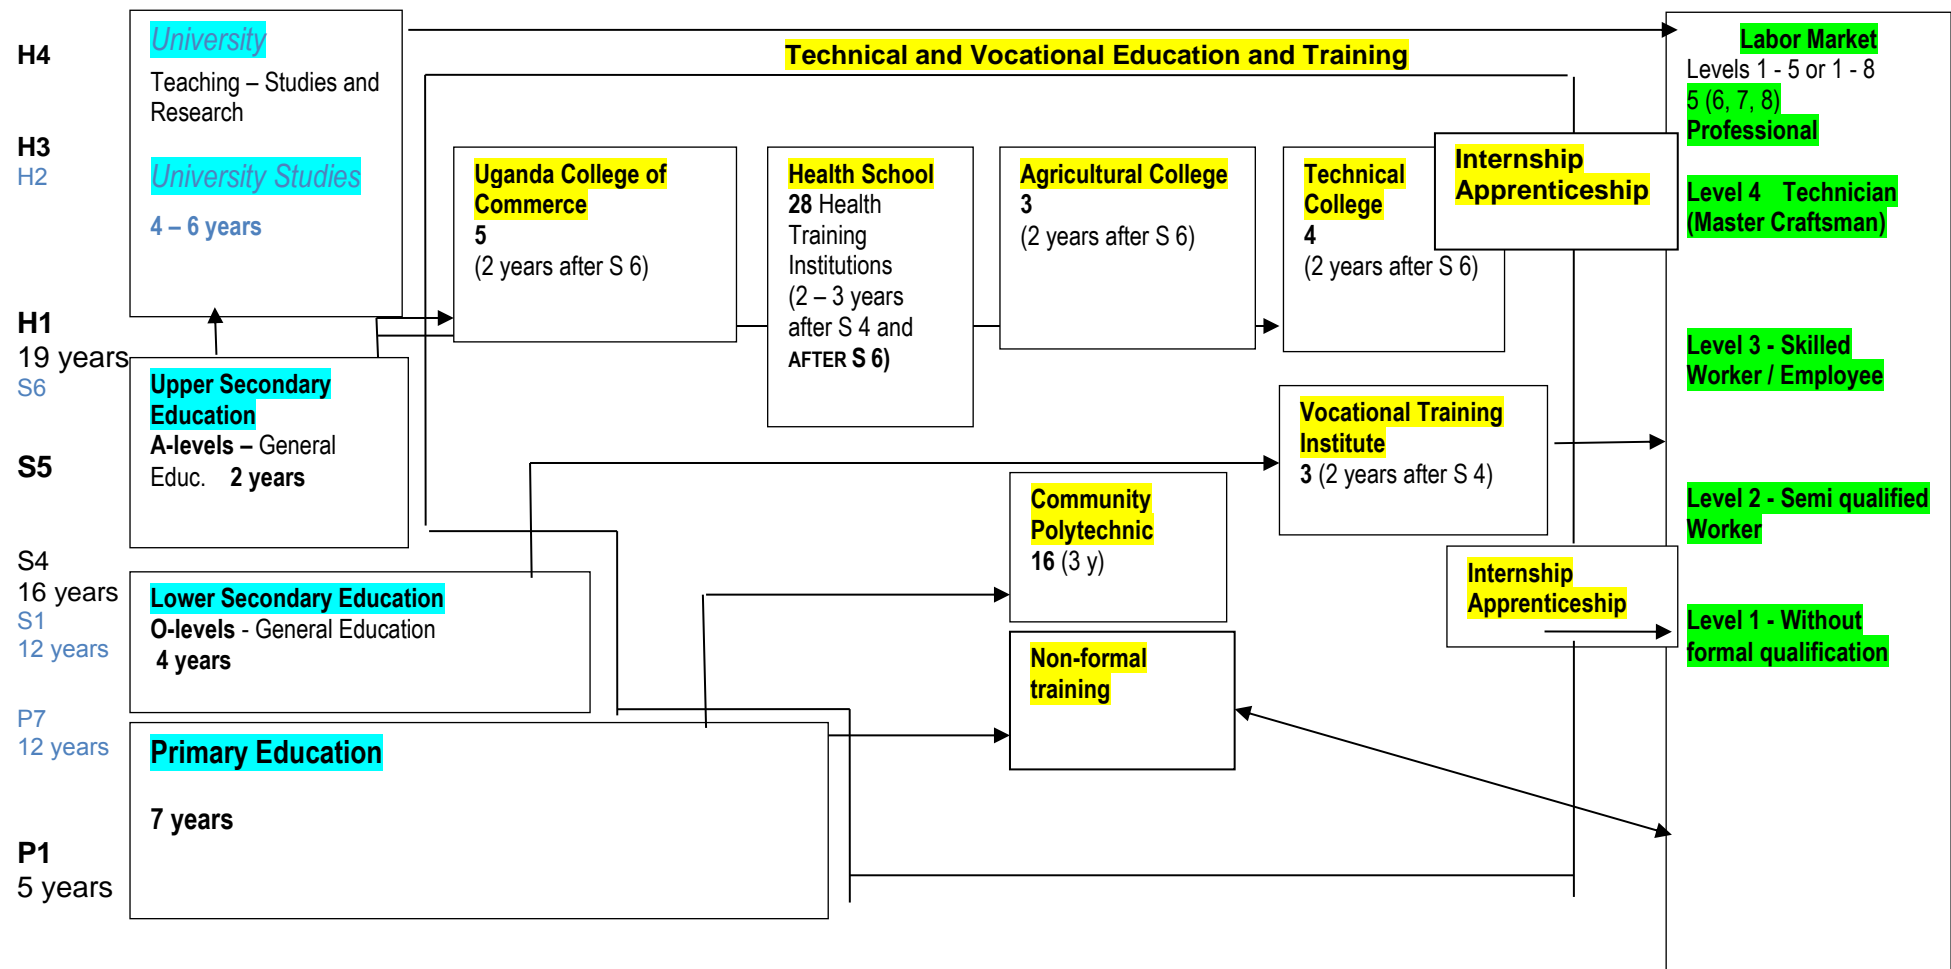 H4
H3
H2
H1
19 years
S6
S5
S4
16 years
S1
12 years
P7
12 years
P1
5 years
University
Teaching – Studies and
Research
University Studies
4 – 6 years
Upper Secondary
Education
A-levels – General
Educ. 2 years
Lower Secondary Education
O-levels - General Education
4 years
Primary Education
7 years
Technical and Vocational Education and Training
Uganda College of
Commerce
5
(2 years after S 6)
Health School
28 Health
Training
Institutions
(2 – 3 years
after S 4 and
AFTER S 6)
Agricultural College
3
(2 years after S 6)
Technical
College
4
(2 years after S 6)
Internship
Apprenticeship
Vocational Training
Institute
3 (2 years after S 4)
Community
Polytechnic
16 (3 y)
Non-formal
training
Internship
Apprenticeship
Labor Market
Levels 1 - 5 or 1 - 8
5 (6, 7, 8)
Professional
Level 4 Technician
(Master Craftsman)
Level 3 - Skilled
Worker / Employee
Level 2 - Semi qualified
Worker
Level 1 - Without
formal qualification